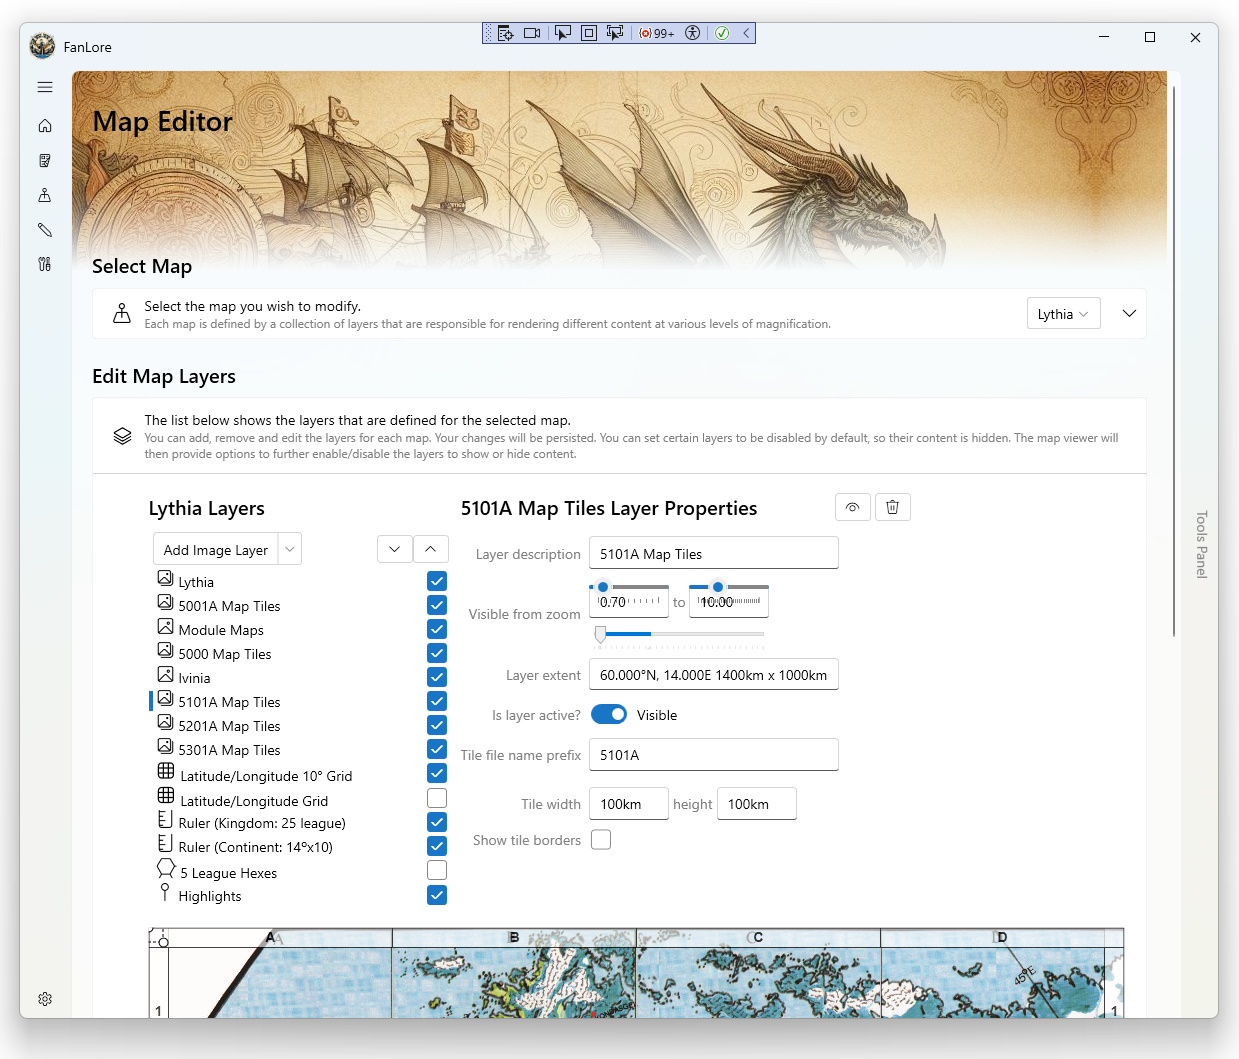 FanLore
99+
Map Editor
Select Map
Select the map you wish to modify.
Each map is defined by a collection of layers that are responsible for rendering different content at various levels of magnification.
Lythia
Edit Map Layers
The list below shows the layers that are defined for the selected map.
You can add, remove and edit the layers for each map. Your changes will be persisted. You can set certain layers to be disabled by default, so their content is hidden. The map viewer will
then provide options to further enable/disable the layers to show or hide content.
Lythia Layers
Add Image Layer
Lythia
5001A Map Tiles
Module Maps
5000 Map Tiles
Ivinia
5101A Map Tiles
5201A Map Tiles
5301A Map Tiles
Latitude/Longitude 10° Grid
Latitude/Longitude Grid
Ruler (Kingdom: 25 league)
Ruler (Continent: 14ºx10)
5 League Hexes
Highlights
5101A Map Tiles Layer Properties
Layer description 5101A Map Tiles
Visible from zoom 0.70 to 10.00
Layer extent 60.000°N, 14.000E 1400km x 1000km
Is layer active? Visible
Tile file name prefix 5101A
Tile width 100km height 100km
Show tile borders
Tools Panel
A B C D
45°E
1 1